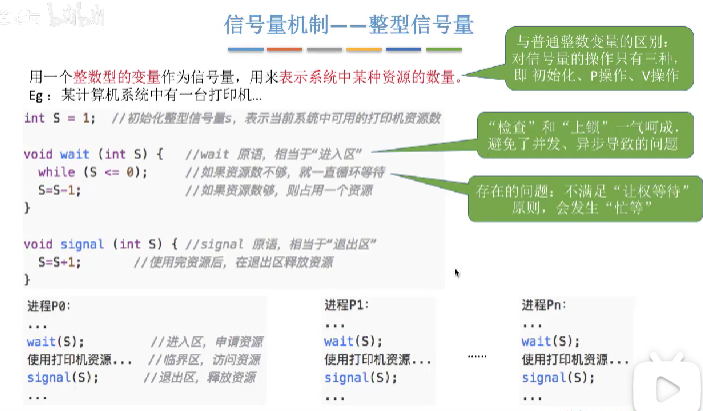 信号量机制——整型信号量
用一个整数型的变量作为信号量，用来表示系统中某种资源的数量。
Eg：某计算机系统中有一台打印机...
与普通整数变量的区别：
对信号量的操作只有三种，
即 初始化、P操作、V操作
int S = 1;  //初始化整型信号量s，表示当前系统中可用的打印机资源数
void wait (int S) {  //wait 原语，相当于“进入区”
while (S <= 0);  //如果资源数不够，就一直循环等待
S=S-1;  //如果资源数够，则占用一个资源
}
“检查”和“上锁”一气呵成，
避免了并发、异步导致的问题
存在的问题：不满足“让权等待”
原则，会发生“忙等”
void signal (int S) { //signal 原语，相当于“退出区”
S=S+1;  //使用完资源后，在退出区释放资源
}
进程P0：
...
wait(S);  //进入区，申请资源
使用打印机资源...  //临界区，访问资源
signal(S);  //退出区，释放资源
...
进程P1：
...
wait(S);
使用打印机资源...
signal(S);
...
......
进程Pn：
...
wait(S);
使用打印机资源...
signal(S);
...